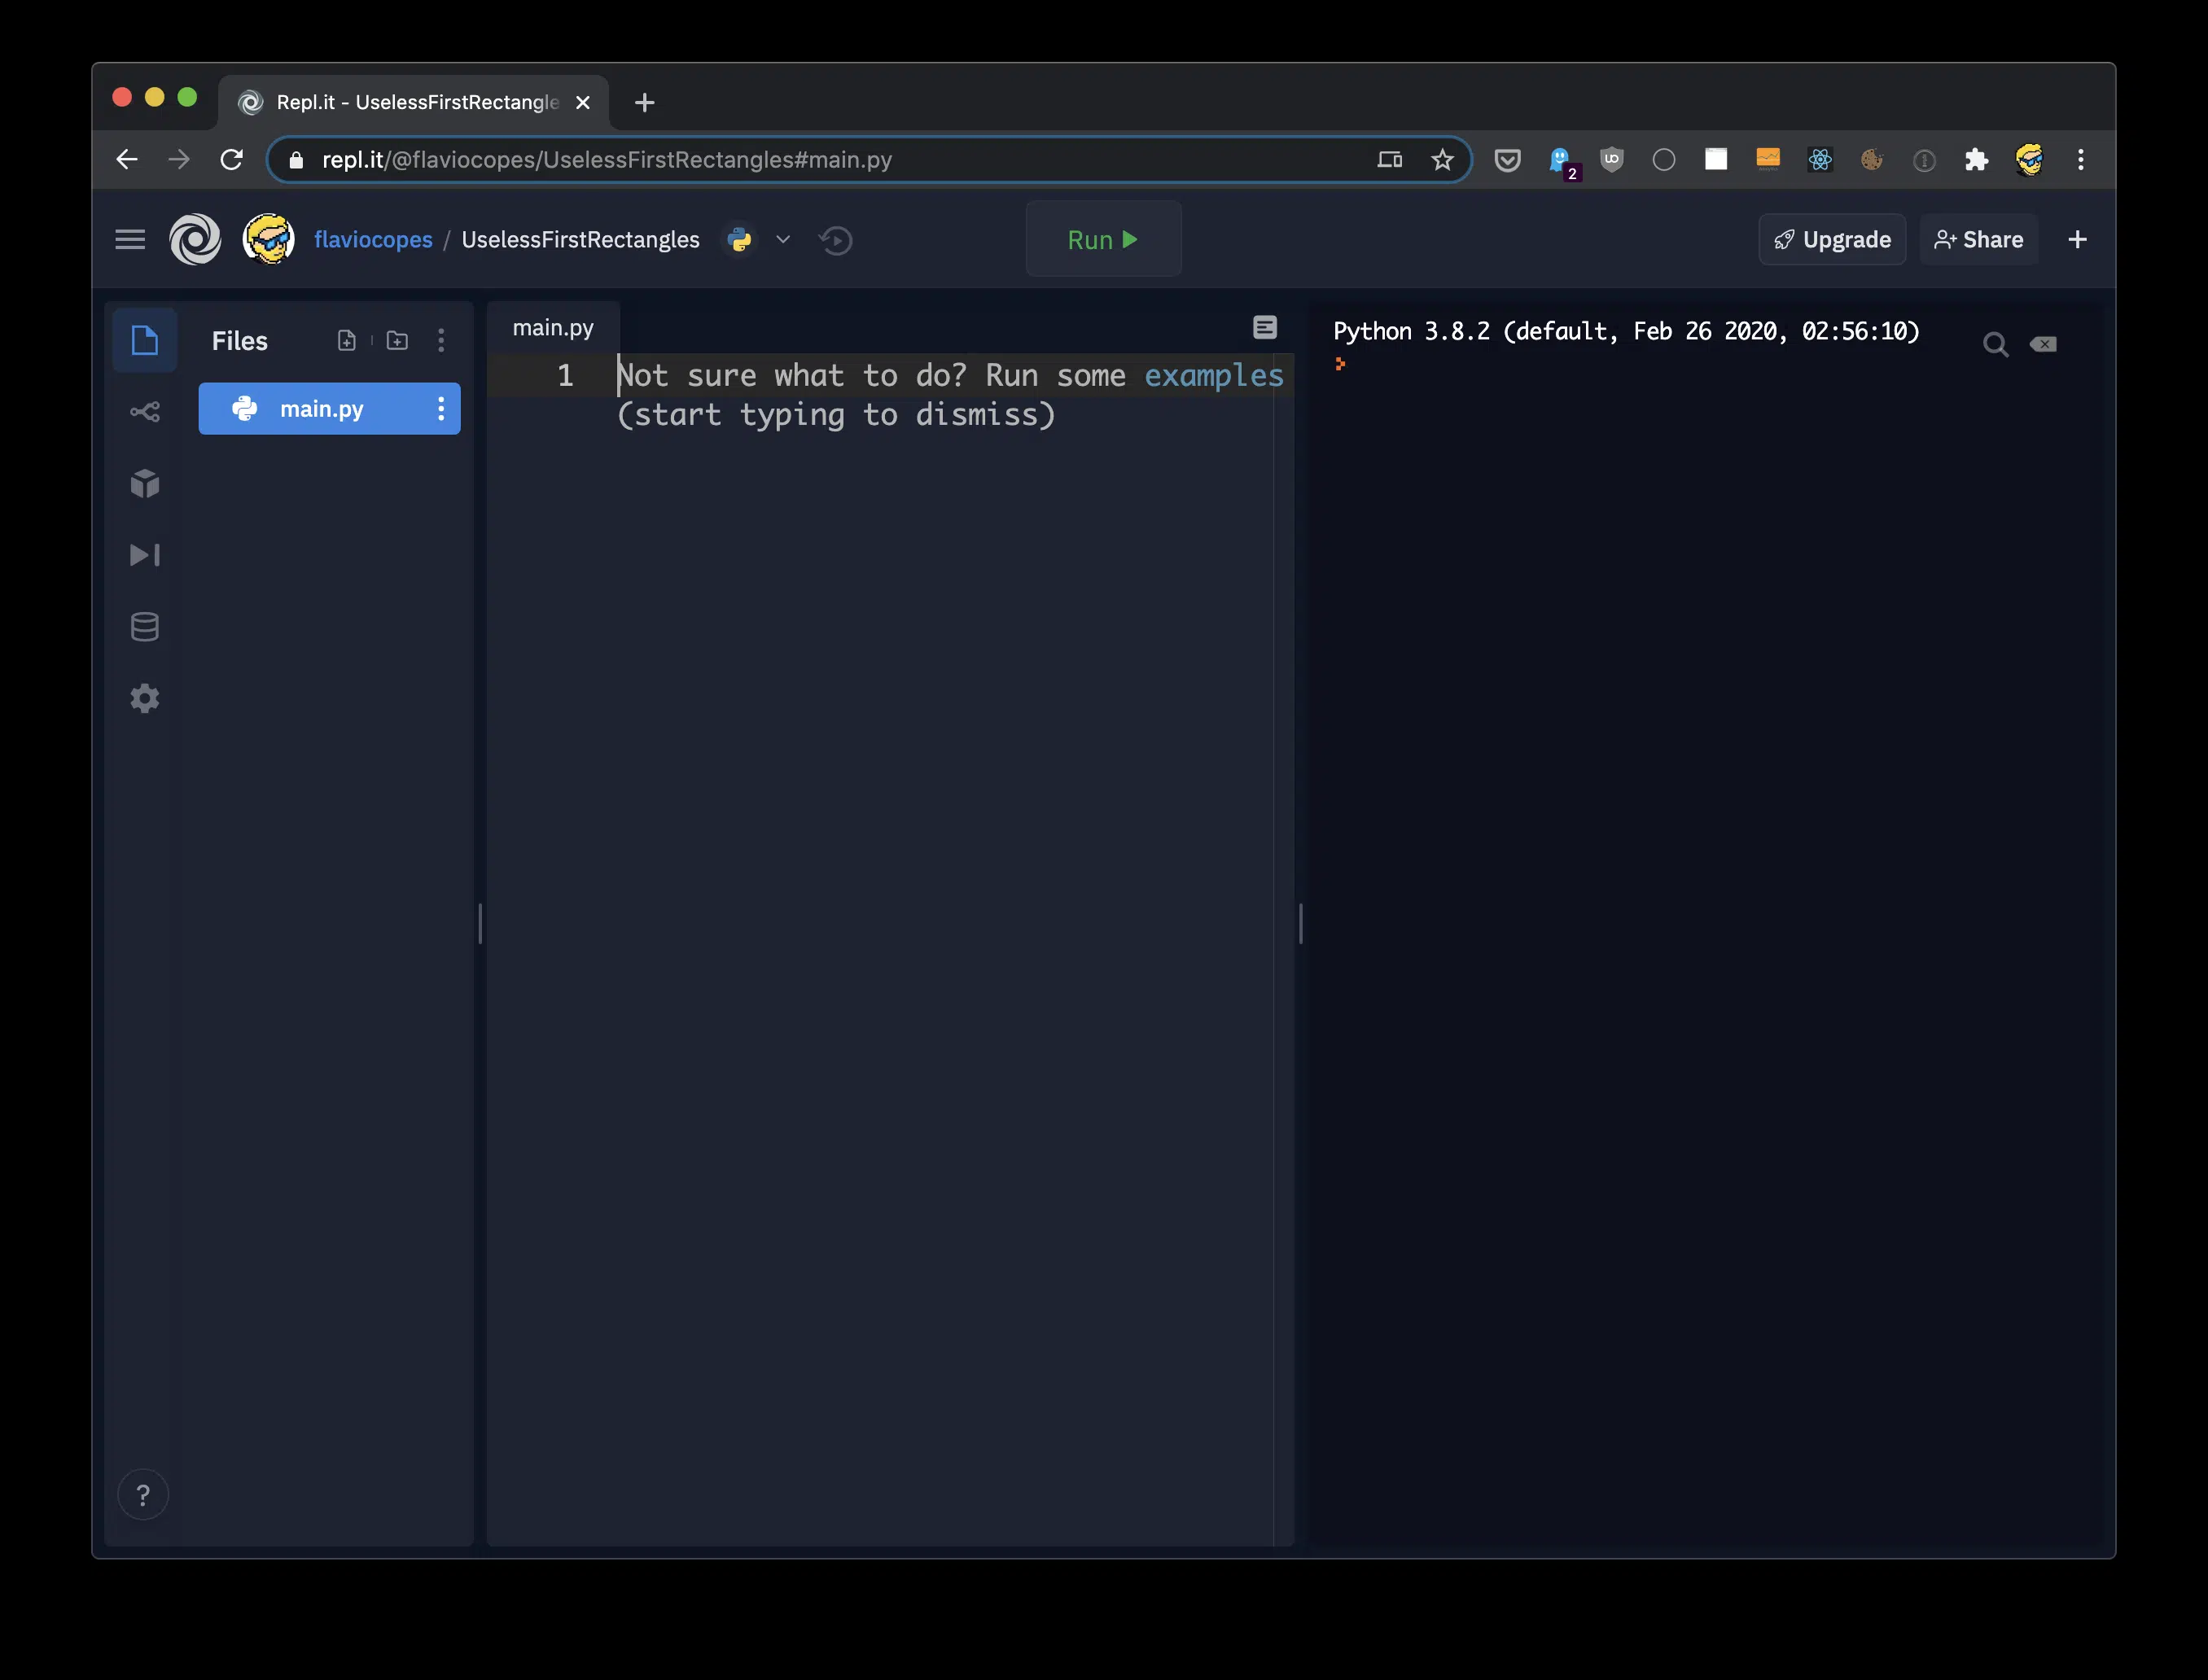 Repl.it - UselessFirstRectangle
repl.it/@flaviocopes/UselessFirstRectangles#main.py
2
flaviocopes / UselessFirstRectangles
Run
Upgrade
Share
Files
main.py
main.py
1 Not sure what to do? Run some examples
(start typing to dismiss)
Python 3.8.2 (default, Feb 26 2020, 02:56:10)
?